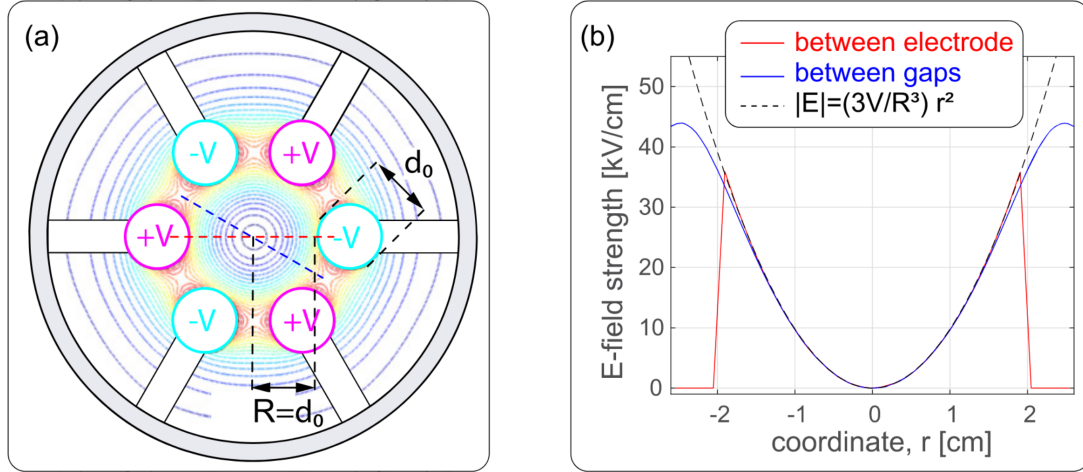 (a)
-V
+V
d₀
+V
-V
-V
+V
R=d₀
(b)
between electrode
between gaps
|E|=(3V/R³) r²
E-field strength [kV/cm]
50
40
30
20
10
0
-2
-1
0
1
2
coordinate, r [cm]